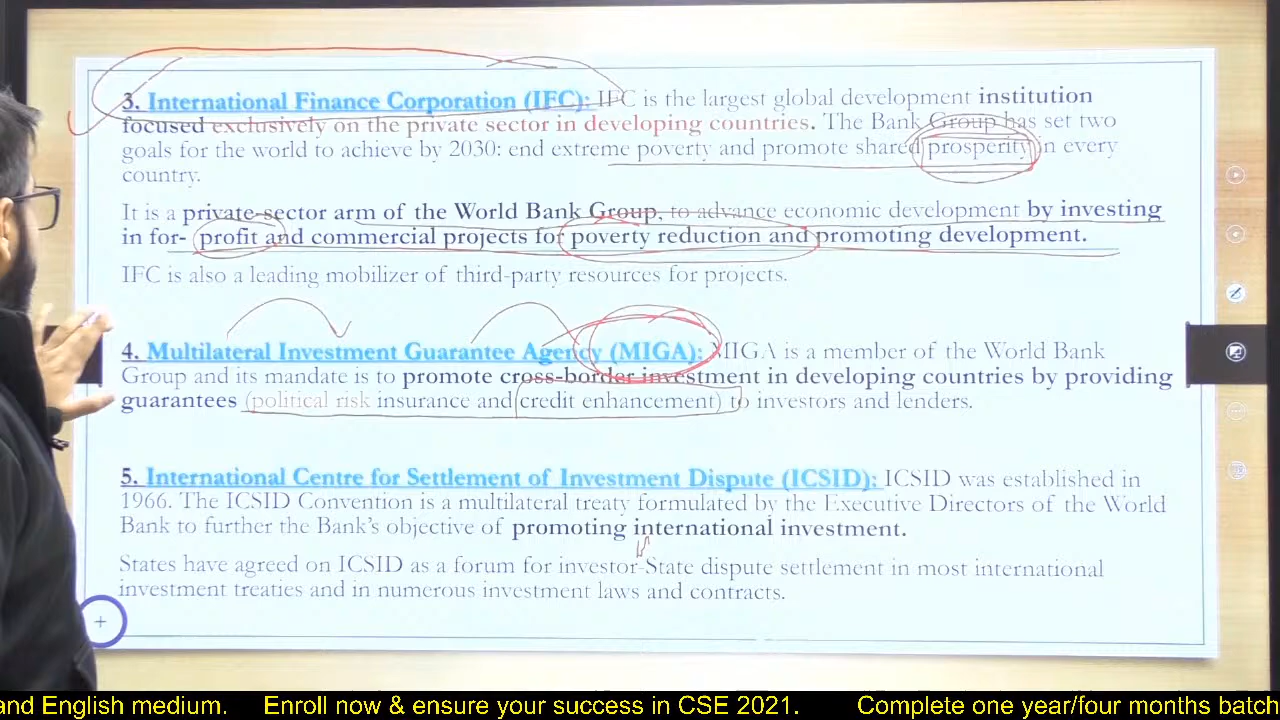 3. International Finance Corporation (IFC): IFC is the largest global development institution
focused exclusively on the private sector in developing countries. The Bank Group has set two
goals for the world to achieve by 2030: end extreme poverty and promote shared prosperity in every
country.
It is a private-sector arm of the World Bank Group, to advance economic development by investing
in for- profit and commercial projects for poverty reduction and promoting development.
IFC is also a leading mobilizer of third-party resources for projects.
4. Multilateral Investment Guarantee Agency (MIGA): MIGA is a member of the World Bank
Group and its mandate is to promote cross-border investment in developing countries by providing
guarantees (political risk insurance and credit enhancement) to investors and lenders.
5. International Centre for Settlement of Investment Dispute (ICSID): ICSID was established in
1966. The ICSID Convention is a multilateral treaty formulated by the Executive Directors of the World
Bank to further the Bank's objective of promoting international investment.
States have agreed on ICSID as a forum for investor-State dispute settlement in most international
investment treaties and in numerous investment laws and contracts.
and English medium. Enroll now & ensure your success in CSE 2021. Complete one year/four months batch